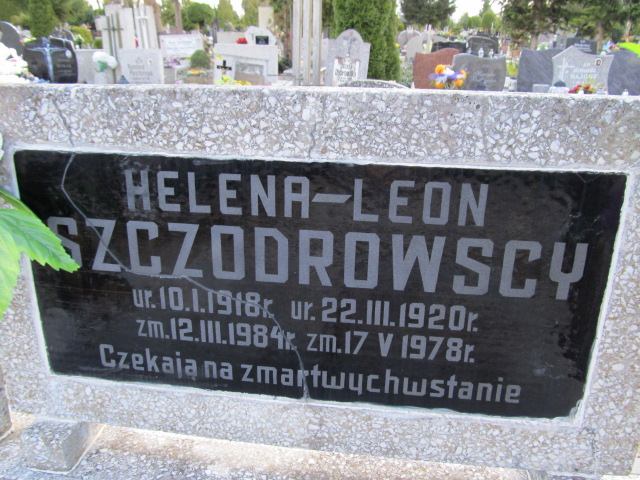 HELENA–LEON
SZCZODROWSCY
ur. 10.I.1918r. ur. 22.III.1920r.
zm. 12.III.1984r. zm. 17 V 1978r.
Czekają na zmartwychwstanie